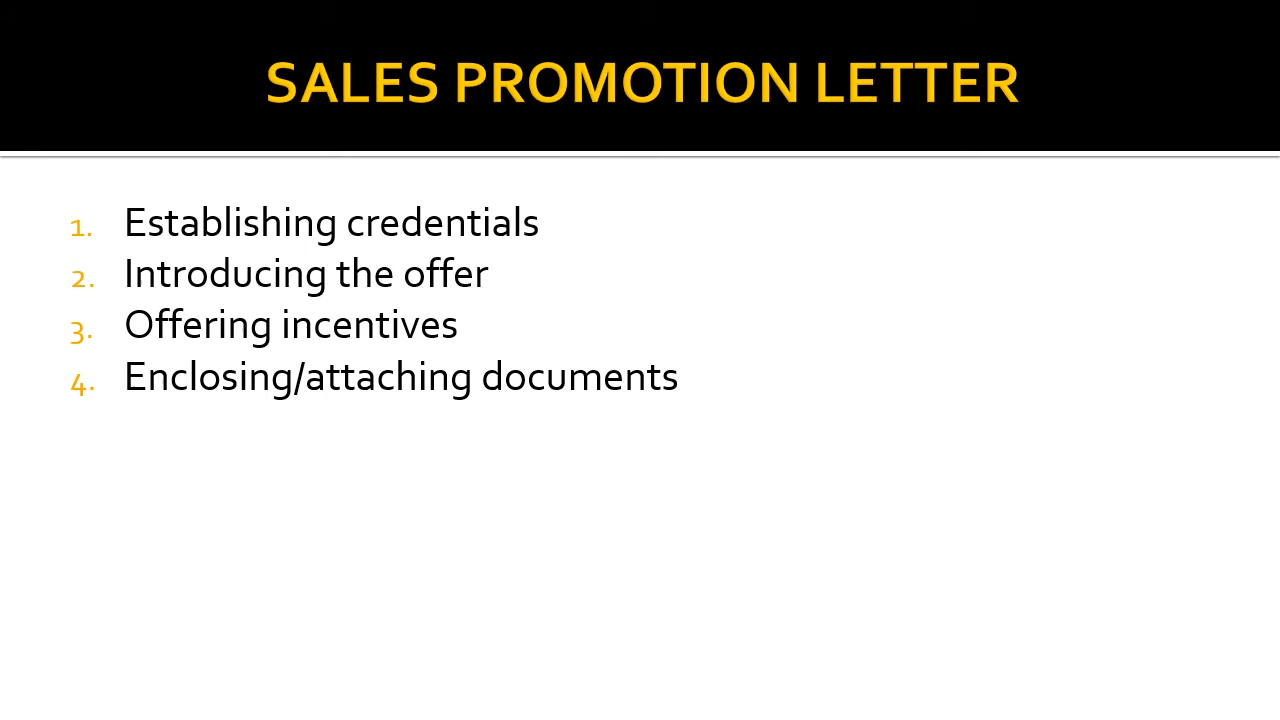 SALES PROMOTION LETTER
1. Establishing credentials
2. Introducing the offer
3. Offering incentives
4. Enclosing/attaching documents